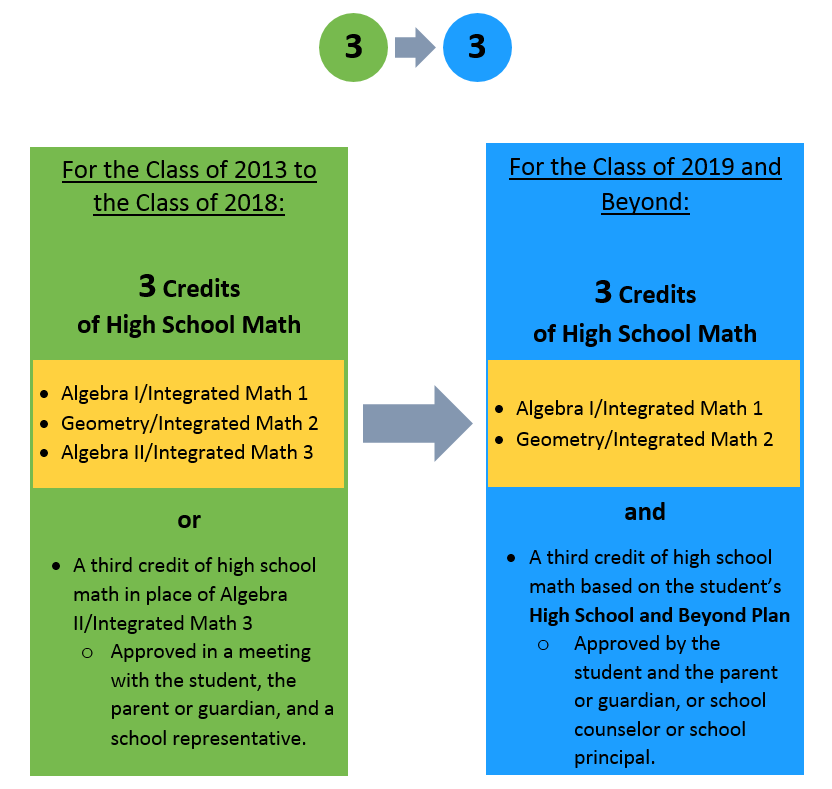 3
3
For the Class of 2013 to
the Class of 2018:
3 Credits
of High School Math
• Algebra I/Integrated Math 1
• Geometry/Integrated Math 2
• Algebra II/Integrated Math 3
or
• A third credit of high school
math in place of Algebra
II/Integrated Math 3
o Approved in a meeting
with the student, the
parent or guardian, and a
school representative.
For the Class of 2019 and
Beyond:
3 Credits
of High School Math
• Algebra I/Integrated Math 1
• Geometry/Integrated Math 2
and
• A third credit of high school
math based on the student’s
High School and Beyond Plan
o Approved by the
student and the parent
or guardian, or school
counselor or school
principal.